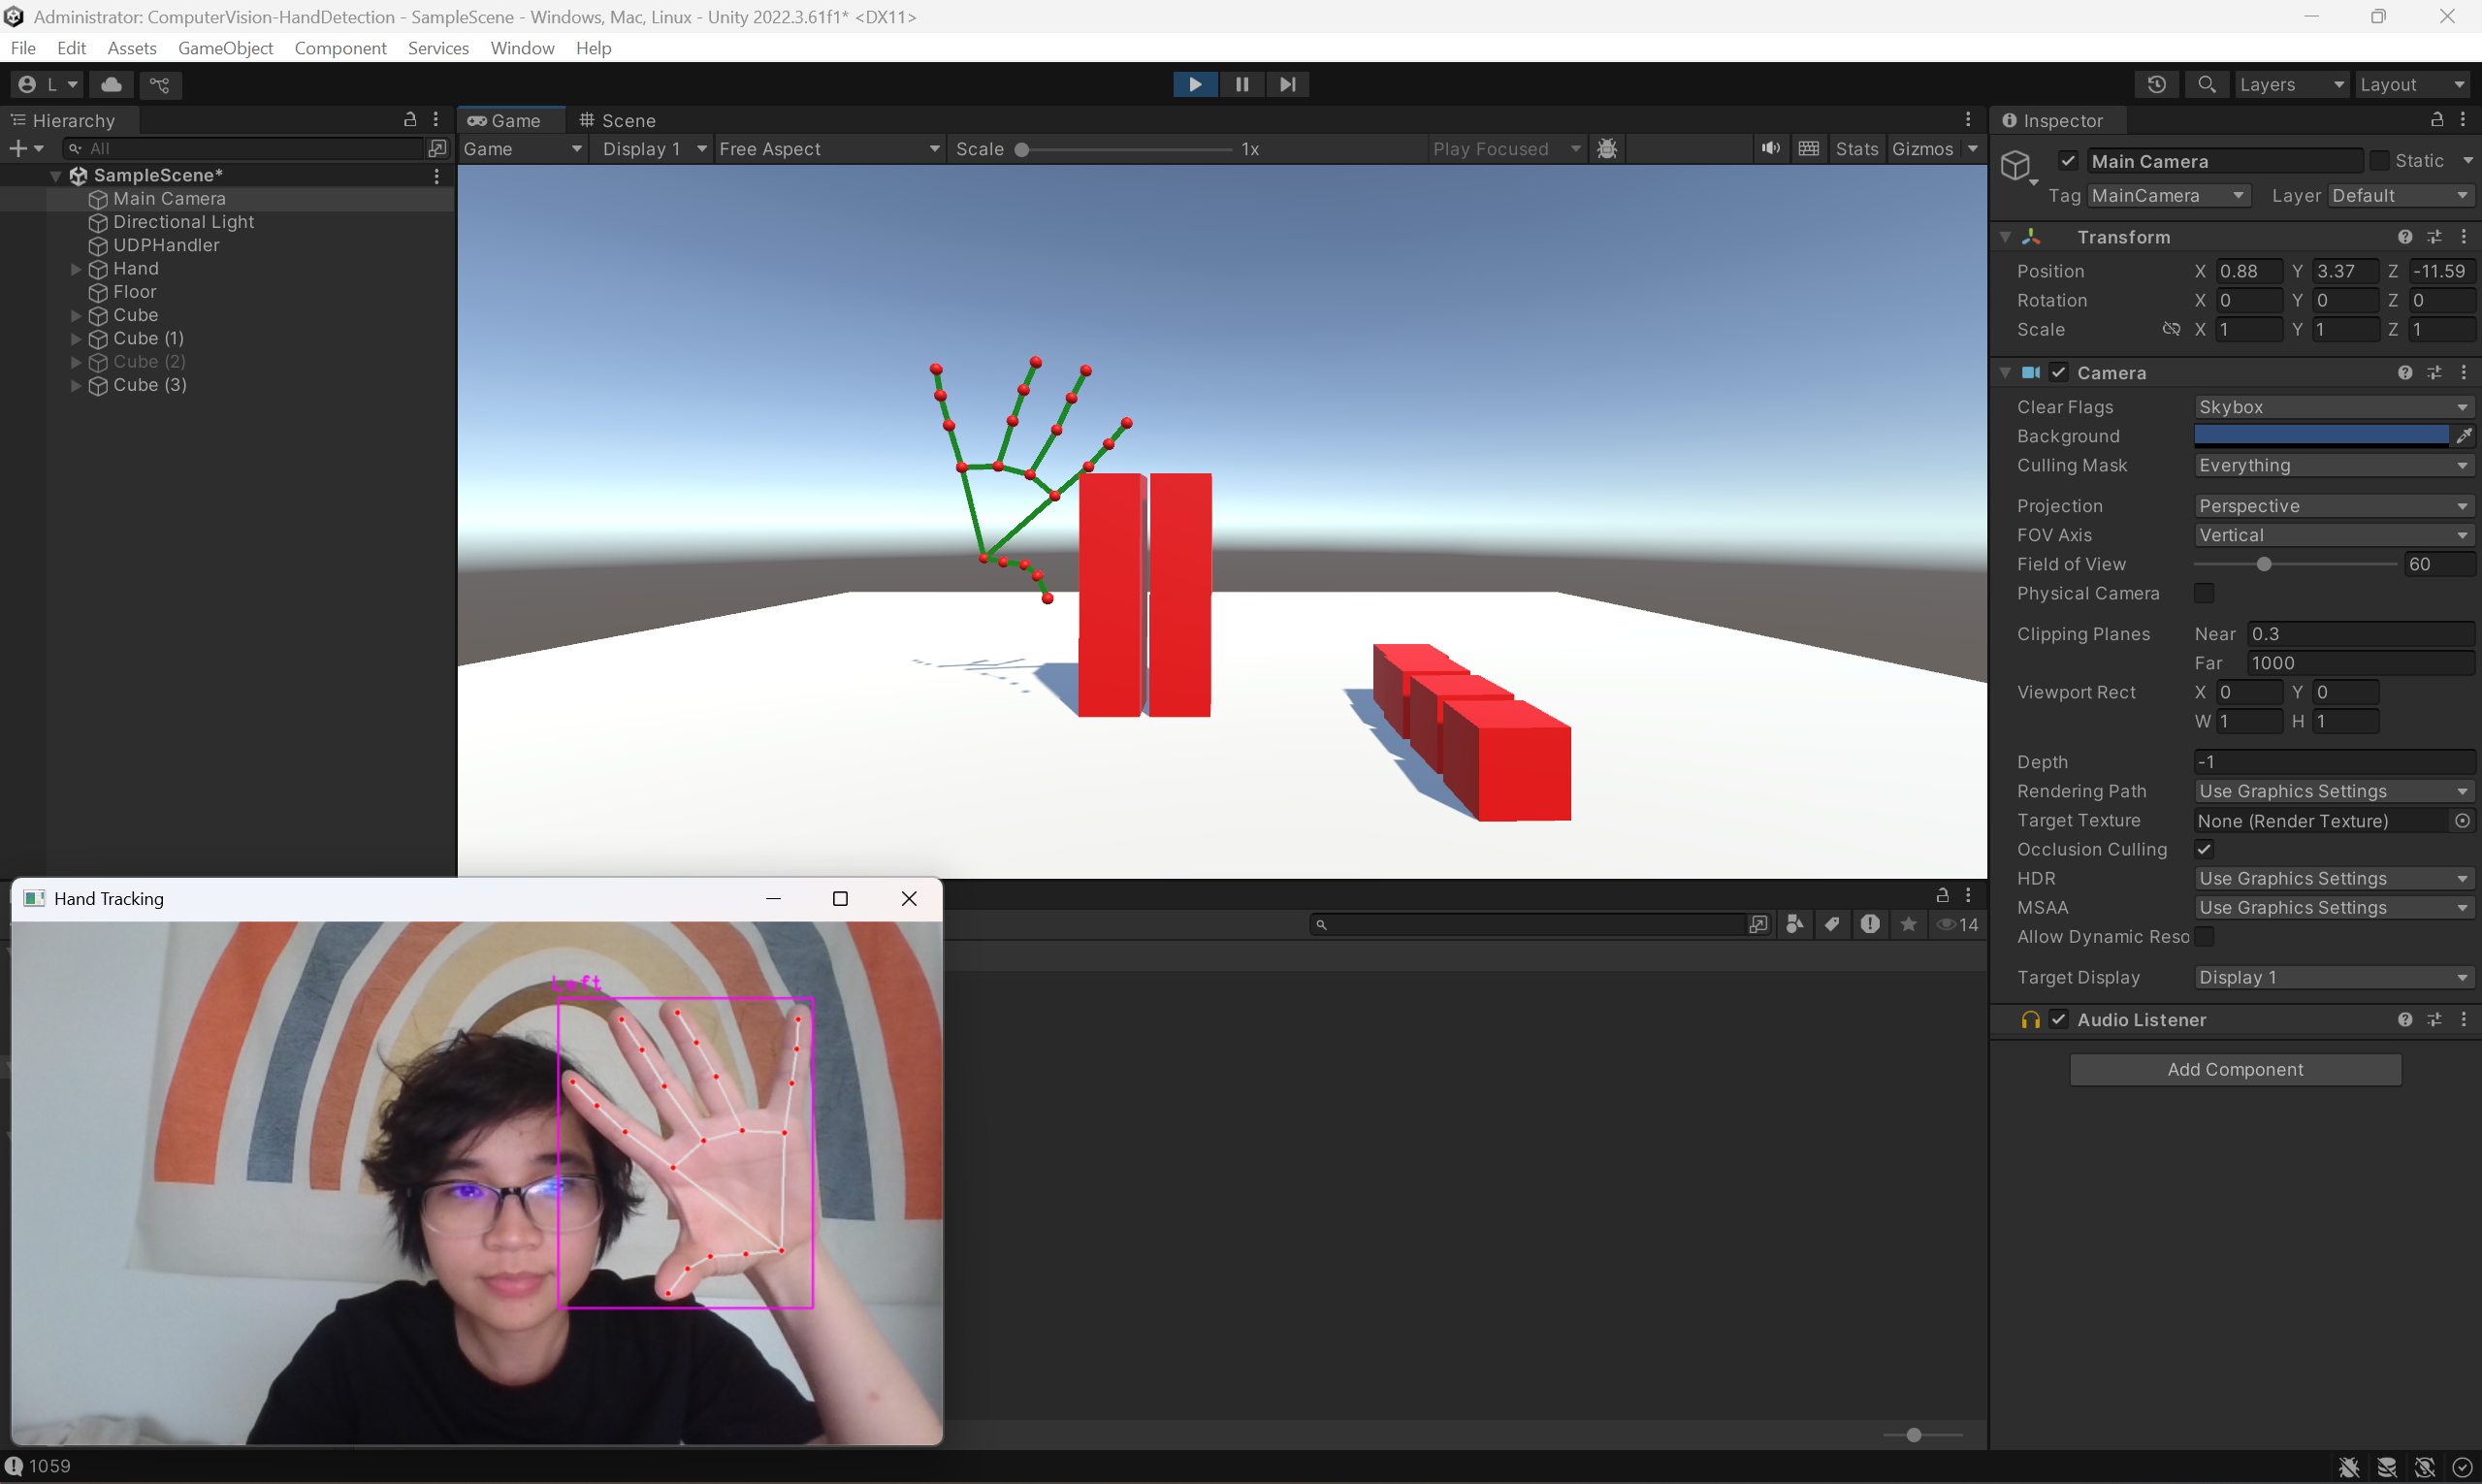 Administrator: ComputerVision-HandDetection - SampleScene - Windows, Mac, Linux - Unity 2022.3.61f1* <DX11>
File Edit Assets GameObject Component Services Window Help
L Layers Layout
Hierarchy
All
SampleScene*
Main Camera
Directional Light
UDPHandler
Hand
Floor
Cube
Cube (1)
Cube (2)
Cube (3)
Game Scene
Game Display 1 Free Aspect Scale 1x Play Focused Stats Gizmos
Inspector
Main Camera Static
Tag MainCamera Layer Default
Transform
Position X 0.88 Y 3.37 Z -11.59
Rotation X 0 Y 0 Z 0
Scale X 1 Y 1 Z 1
Camera
Clear Flags Skybox
Background
Culling Mask Everything
Projection Perspective
FOV Axis Vertical
Field of View 60
Physical Camera
Clipping Planes Near 0.3
Far 1000
Viewport Rect X 0 Y 0
W 1 H 1
Depth -1
Rendering Path Use Graphics Settings
Target Texture None (Render Texture)
Occlusion Culling
HDR Use Graphics Settings
MSAA Use Graphics Settings
Allow Dynamic Reso
Target Display Display 1
Audio Listener
Add Component
Hand Tracking
Left
14
1059